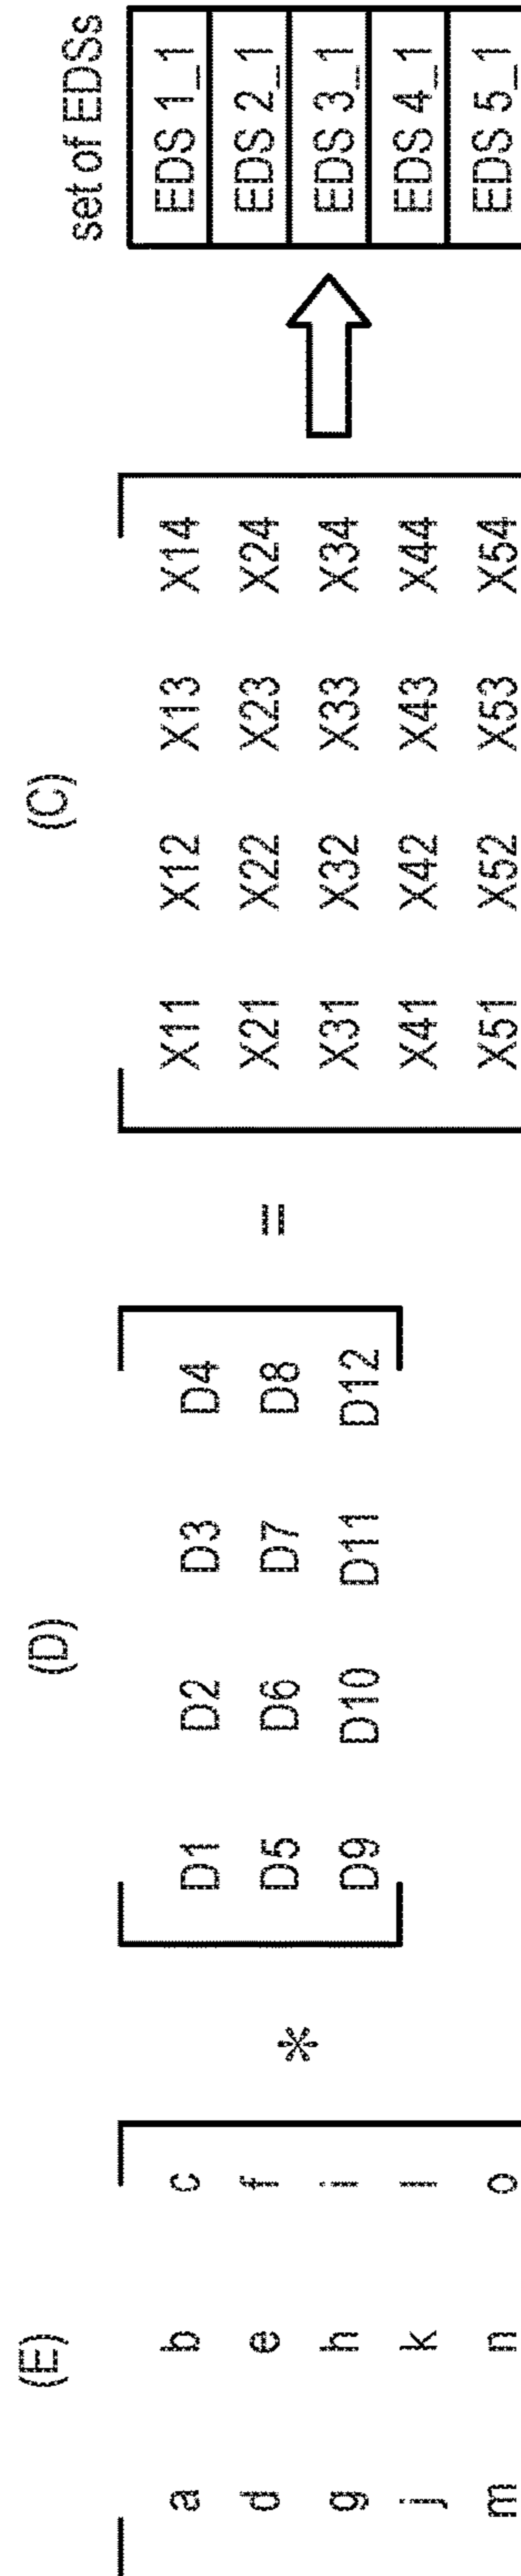 (E)
a b c
d e f
g h i
j k l
m n o
*
(D)
D1 D2 D3 D4
D5 D6 D7 D8
D9 D10 D11 D12
=
(C)
X11 X12 X13 X14
X21 X22 X23 X24
X31 X32 X33 X34
X41 X42 X43 X44
X51 X52 X53 X54
set of EDSs
EDS 1_1
EDS 2_1
EDS 3_1
EDS 4_1
EDS 5_1